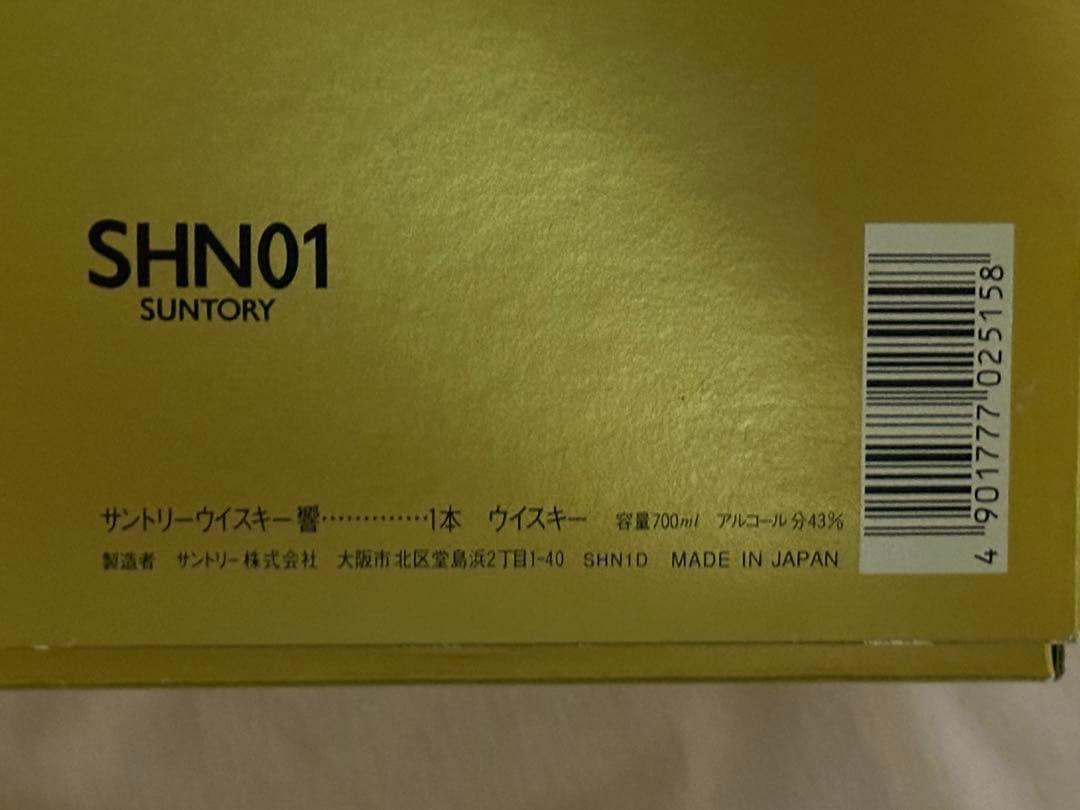 SHN01
SUNTORY
サントリーウイスキー響·············1本 ウイスキー 容量700ml アルコール分43%
製造者 サントリー株式会社 大阪市北区堂島浜2丁目1-40 SHN1D MADE IN JAPAN
4 901777 025158